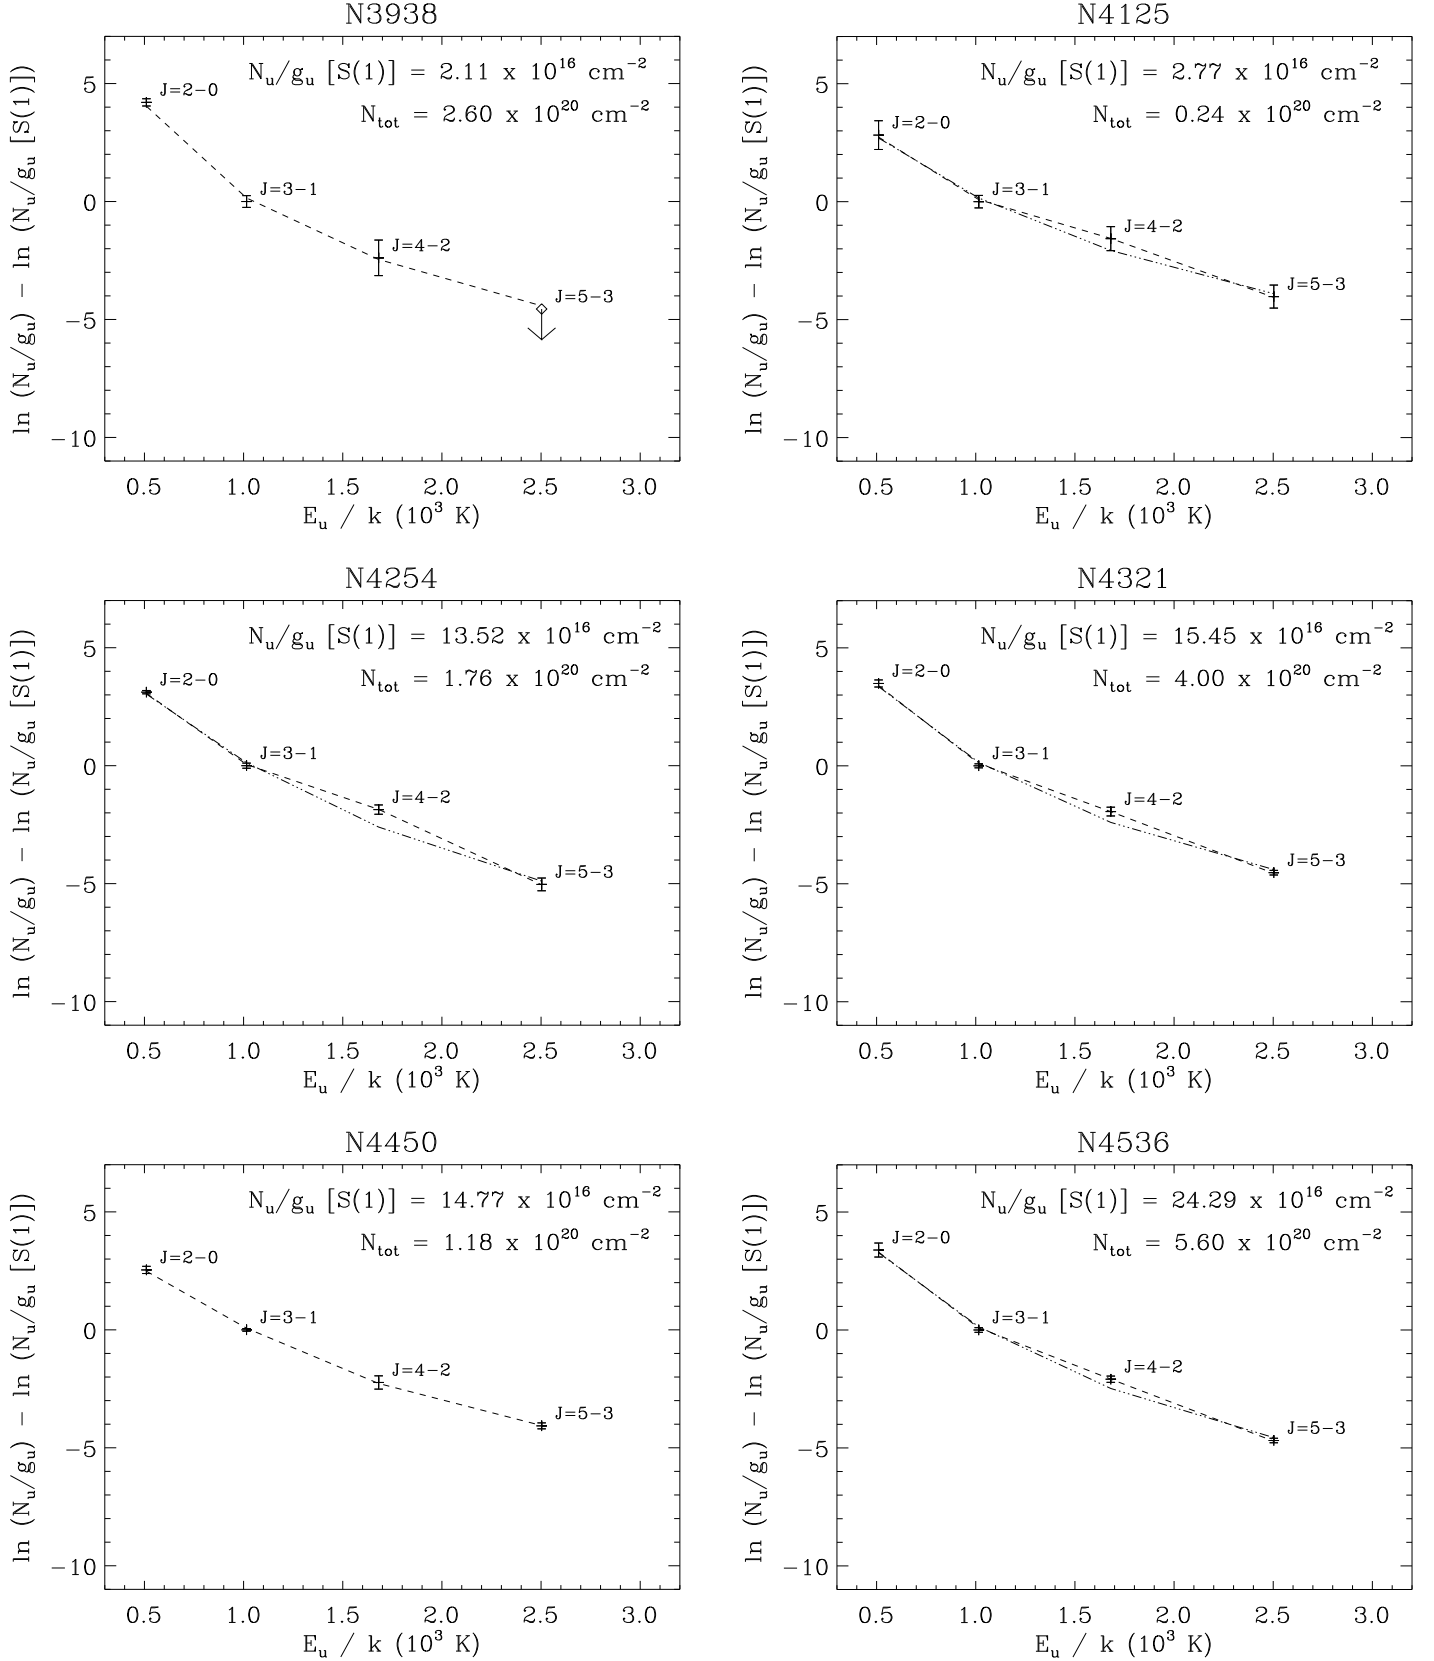 N3938
N_u/g_u [S(1)] = 2.11 x 10^16 cm^-2
N_tot = 2.60 x 10^20 cm^-2
J=2-0
J=3-1
J=4-2
J=5-3
5
0
-5
-10
ln (N_u/g_u) - ln (N_u/g_u [S(1)])
0.5 1.0 1.5 2.0 2.5 3.0
E_u / k (10^3 K)
N4125
N_u/g_u [S(1)] = 2.77 x 10^16 cm^-2
N_tot = 0.24 x 10^20 cm^-2
J=2-0
J=3-1
J=4-2
J=5-3
5
0
-5
-10
ln (N_u/g_u) - ln (N_u/g_u [S(1)])
0.5 1.0 1.5 2.0 2.5 3.0
E_u / k (10^3 K)
N4254
N_u/g_u [S(1)] = 13.52 x 10^16 cm^-2
N_tot = 1.76 x 10^20 cm^-2
J=2-0
J=3-1
J=4-2
J=5-3
5
0
-5
-10
ln (N_u/g_u) - ln (N_u/g_u [S(1)])
0.5 1.0 1.5 2.0 2.5 3.0
E_u / k (10^3 K)
N4321
N_u/g_u [S(1)] = 15.45 x 10^16 cm^-2
N_tot = 4.00 x 10^20 cm^-2
J=2-0
J=3-1
J=4-2
J=5-3
5
0
-5
-10
ln (N_u/g_u) - ln (N_u/g_u [S(1)])
0.5 1.0 1.5 2.0 2.5 3.0
E_u / k (10^3 K)
N4450
N_u/g_u [S(1)] = 14.77 x 10^16 cm^-2
N_tot = 1.18 x 10^20 cm^-2
J=2-0
J=3-1
J=4-2
J=5-3
5
0
-5
-10
ln (N_u/g_u) - ln (N_u/g_u [S(1)])
0.5 1.0 1.5 2.0 2.5 3.0
E_u / k (10^3 K)
N4536
N_u/g_u [S(1)] = 24.29 x 10^16 cm^-2
N_tot = 5.60 x 10^20 cm^-2
J=2-0
J=3-1
J=4-2
J=5-3
5
0
-5
-10
ln (N_u/g_u) - ln (N_u/g_u [S(1)])
0.5 1.0 1.5 2.0 2.5 3.0
E_u / k (10^3 K)